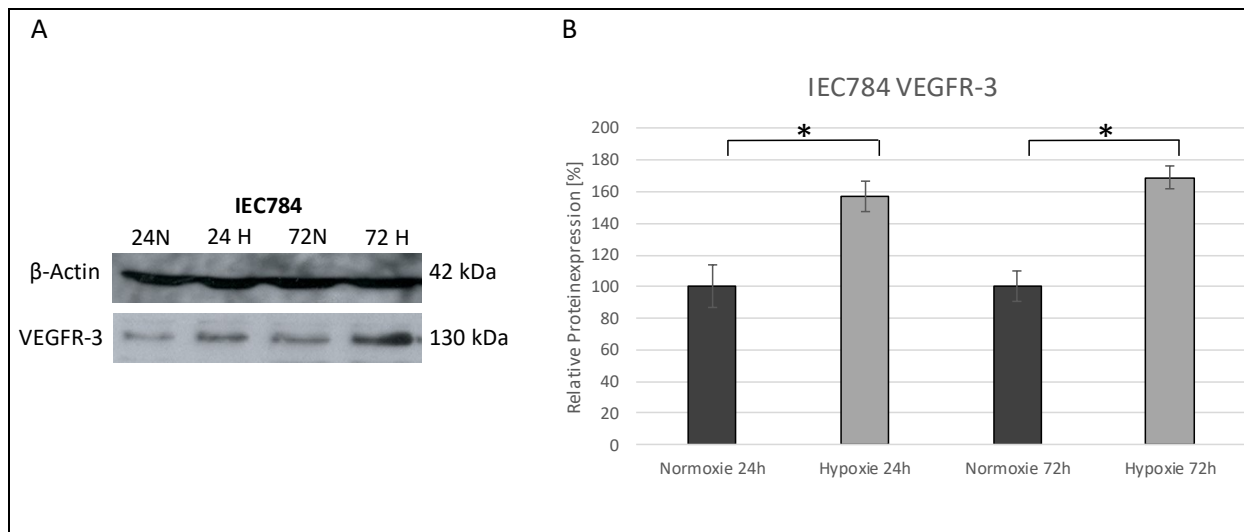 A
IEC784
24N 24 H 72N 72 H
β-Actin 42 kDa
VEGFR-3 130 kDa
B
IEC784 VEGFR-3
Relative Proteinexpression [%]
200
180
160
140
120
100
80
60
40
20
0
* *
Normoxie 24h Hypoxie 24h Normoxie 72h Hypoxie 72h